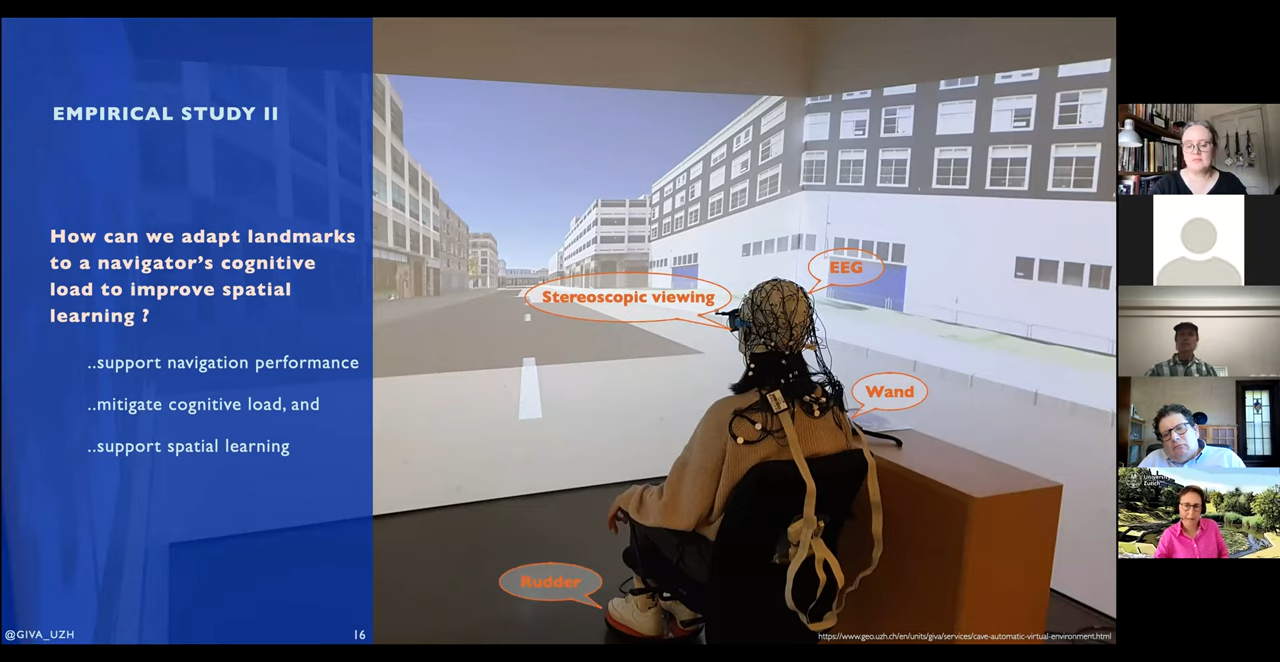 EMPIRICAL STUDY II
How can we adapt landmarks
to a navigator's cognitive
load to improve spatial
learning ?
..support navigation performance
..mitigate cognitive load, and
..support spatial learning
@GIVA_UZH
16
EEG
Stereoscopic viewing
Wand
Rudder
https://www.geo.uzh.ch/en/units/giva/services/cave-automatic-virtual-environment.html
University
Zurich